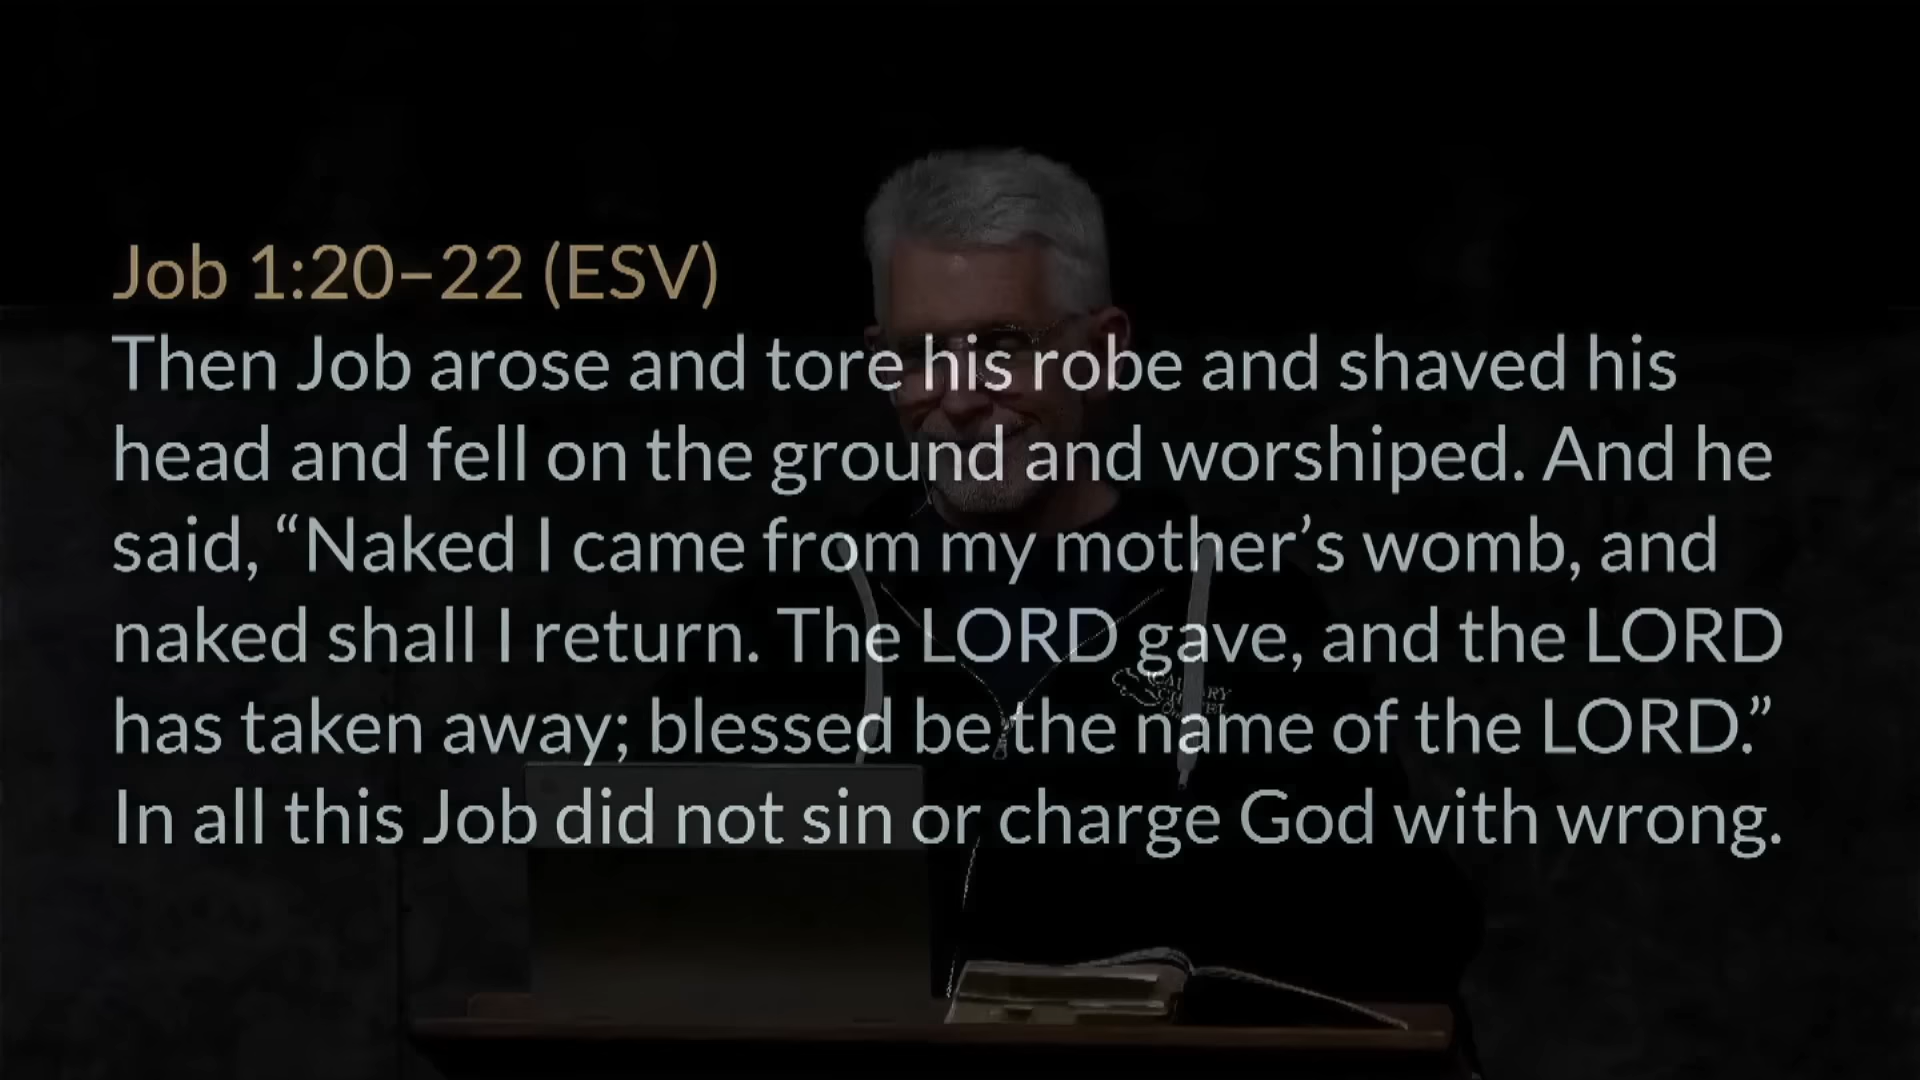 Job 1:20–22 (ESV)
Then Job arose and tore his robe and shaved his
head and fell on the ground and worshiped. And he
said, “Naked I came from my mother’s womb, and
naked shall I return. The LORD gave, and the LORD
has taken away; blessed be the name of the LORD.”
In all this Job did not sin or charge God with wrong.